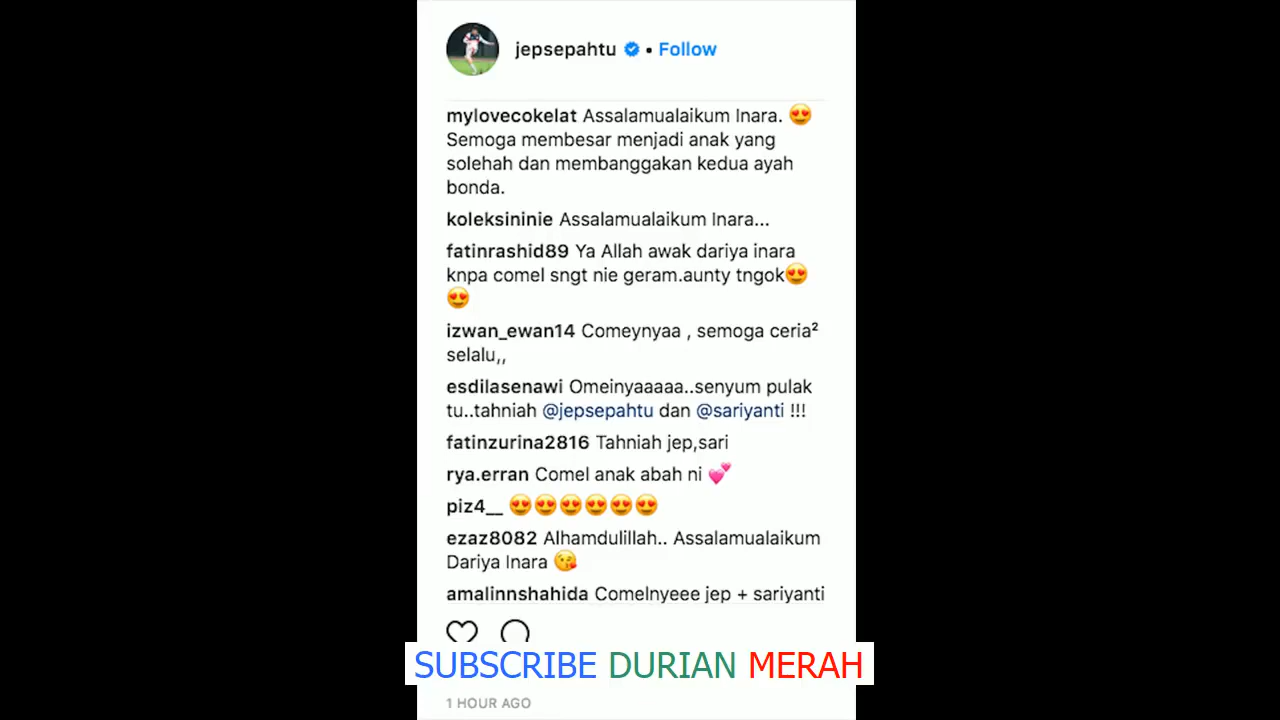 jepsepahtu • Follow
mylovecokelat Assalamualaikum Inara. 😍
Semoga membesar menjadi anak yang
solehah dan membanggakan kedua ayah
bonda.
koleksininie Assalamualaikum Inara...
fatinrashid89 Ya Allah awak dariya inara
knpa comel sngt nie geram.aunty tngok😍
😍
izwan_ewan14 Comeynyaa , semoga ceria²
selalu,,
esdilasenawi Omeinyaaaaa..senyum pulak
tu..tahniah @jepsepahtu dan @sariyanti !!!
fatinzurina2816 Tahniah jep,sari
rya.erran Comel anak abah ni 💕
piz4__ 😍😍😍😍😍😍
ezaz8082 Alhamdulillah.. Assalamualaikum
Dariya Inara 😘
amalinnshahida Comelnyeee jep + sariyanti
SUBSCRIBE DURIAN MERAH
1 HOUR AGO